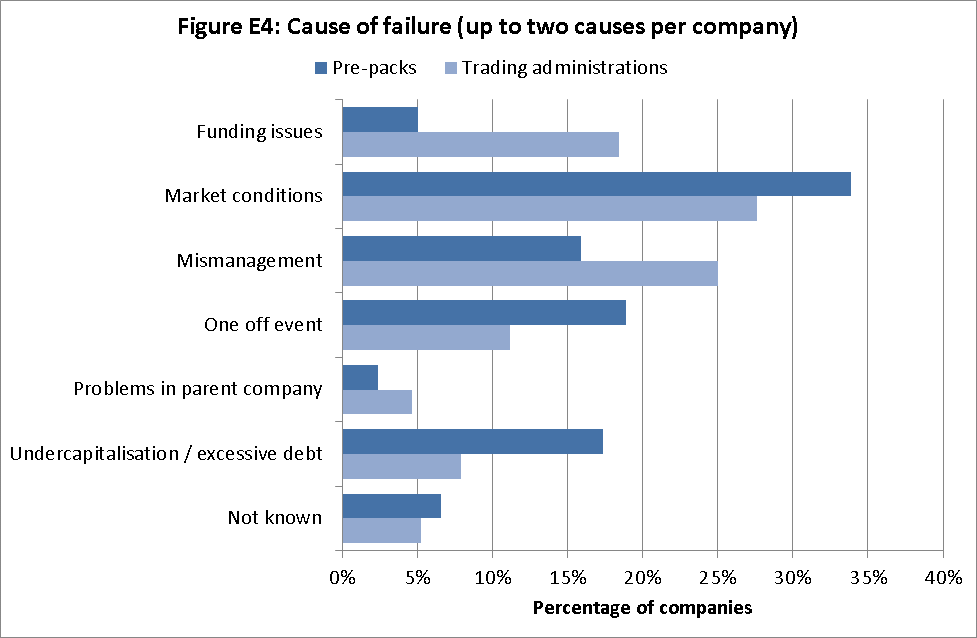 Figure E4: Cause of failure (up to two causes per company)
Pre-packs Trading administrations
Funding issues
Market conditions
Mismanagement
One off event
Problems in parent company
Undercapitalisation / excessive debt
Not known
0% 5% 10% 15% 20% 25% 30% 35% 40%
Percentage of companies